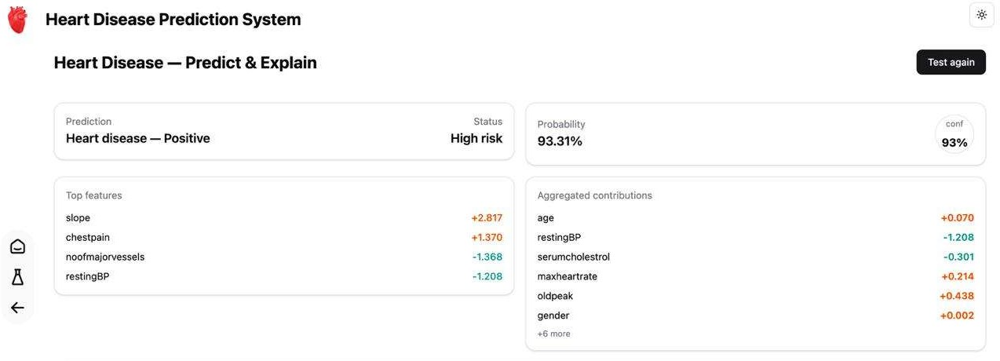 Heart Disease Prediction System
Heart Disease — Predict & Explain
Test again
Prediction
Status
Heart disease — Positive
High risk
Probability
93.31%
conf
93%
Top features
slope +2.817
chestpain +1.370
noofmajorvessels -1.368
restingBP -1.208
Aggregated contributions
age +0.070
restingBP -1.208
serumcholestrol -0.301
maxheartrate +0.214
oldpeak +0.438
gender +0.002
+6 more